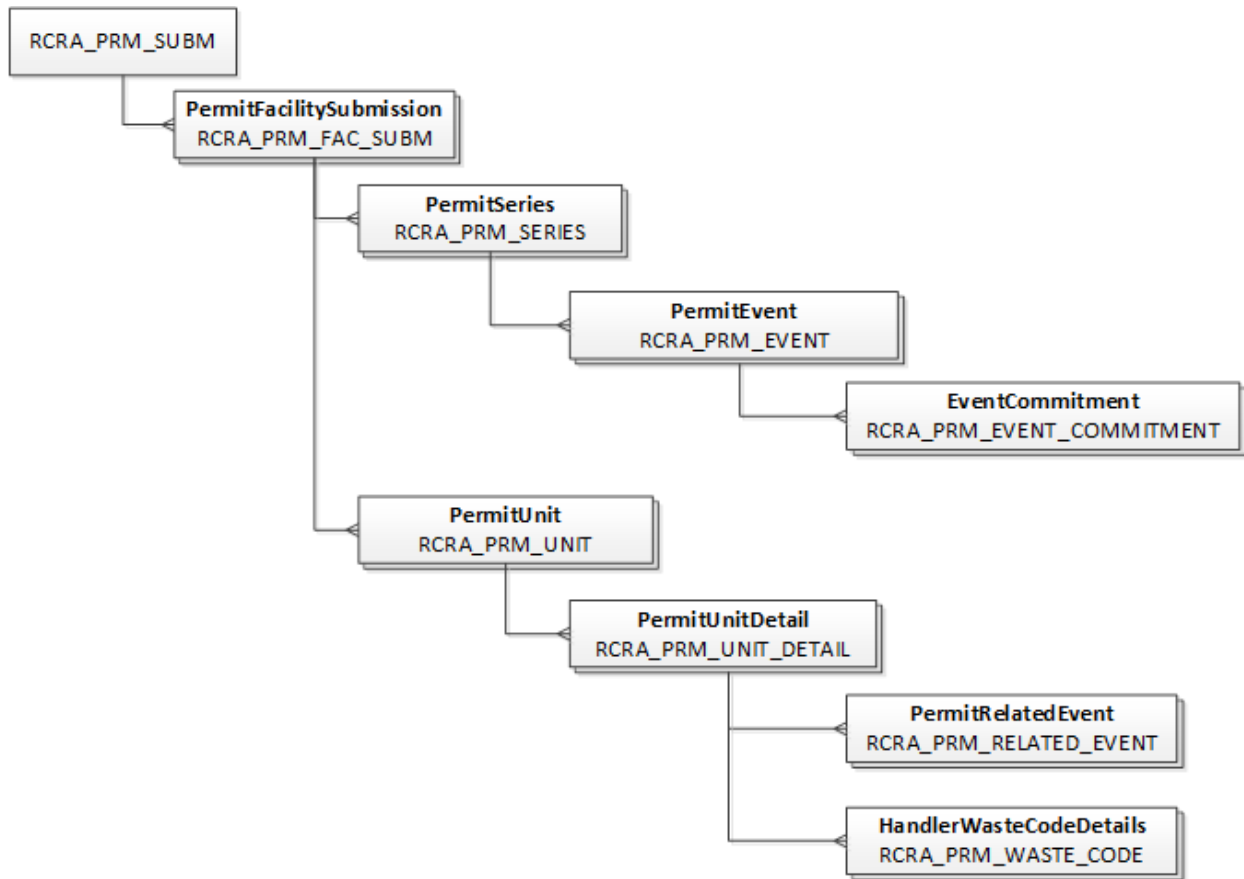 RCRA_PRM_SUBM
PermitFacilitySubmission
RCRA_PRM_FAC_SUBM
PermitSeries
RCRA_PRM_SERIES
PermitEvent
RCRA_PRM_EVENT
EventCommitment
RCRA_PRM_EVENT_COMMITMENT
PermitUnit
RCRA_PRM_UNIT
PermitUnitDetail
RCRA_PRM_UNIT_DETAIL
PermitRelatedEvent
RCRA_PRM_RELATED_EVENT
HandlerWasteCodeDetails
RCRA_PRM_WASTE_CODE